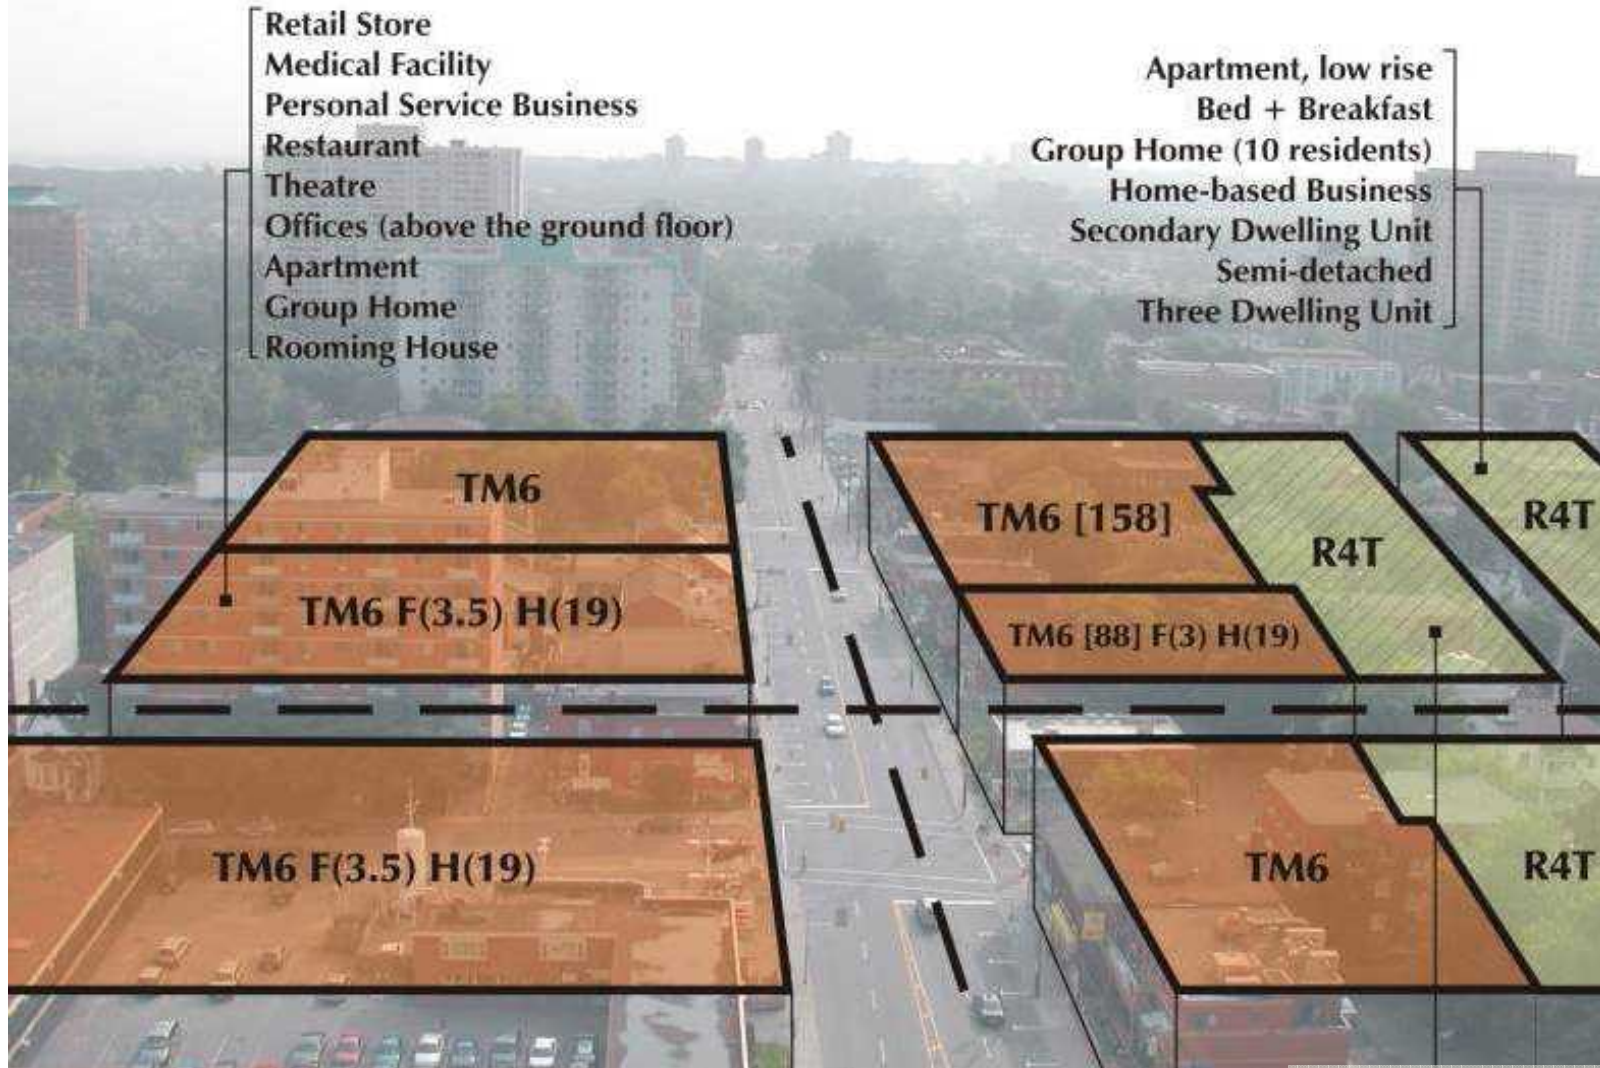 Retail Store
Medical Facility
Personal Service Business
Restaurant
Theatre
Offices (above the ground floor)
Apartment
Group Home
Rooming House
Apartment, low rise
Bed + Breakfast
Group Home (10 residents)
Home-based Business
Secondary Dwelling Unit
Semi-detached
Three Dwelling Unit
TM6
TM6 [158]
R4T
R4T
TM6 F(3.5) H(19)
TM6 [88] F(3) H(19)
TM6 F(3.5) H(19)
TM6
R4T